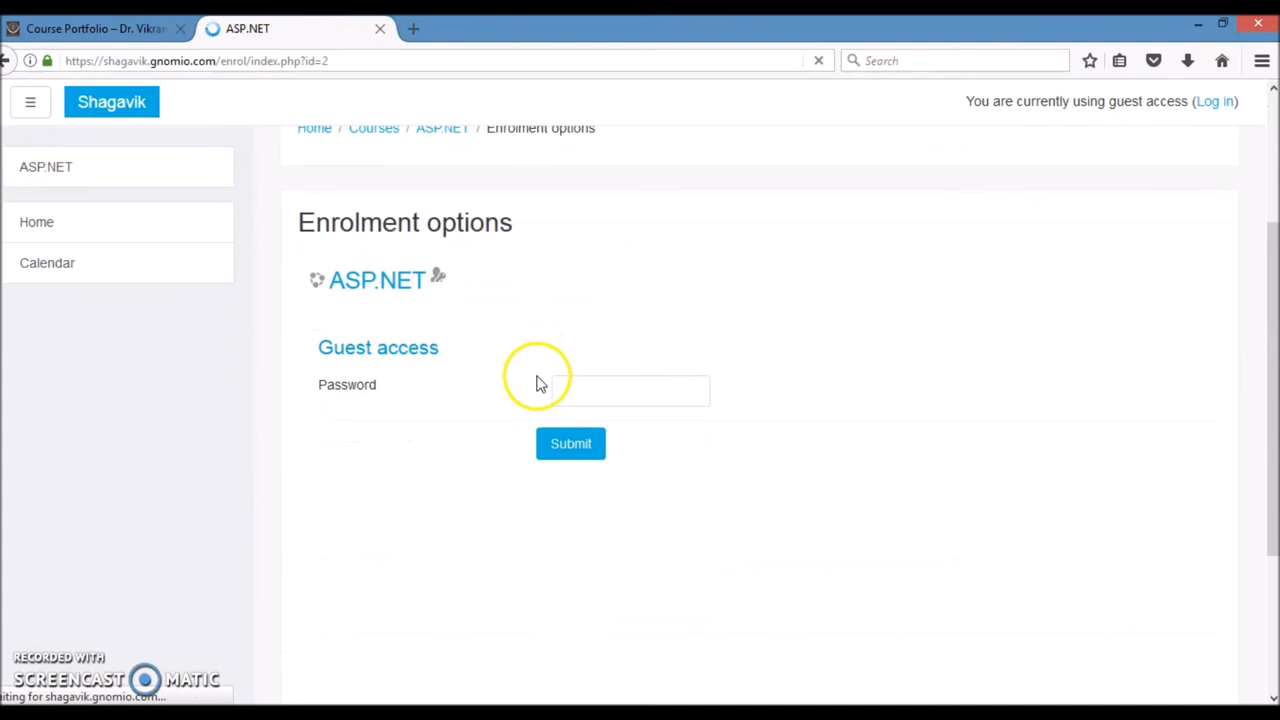 Course Portfolio – Dr. Vikran
ASP.NET
https://shagavik.gnomio.com/enrol/index.php?id=2
Search
Shagavik
You are currently using guest access (Log in)
Home / Courses / ASP.NET / Enrolment options
ASP.NET
Home
Calendar
Enrolment options
ASP.NET
Guest access
Password
Submit
RECORDED WITH
SCREENCAST MATIC
iting for shagavik.gnomio.com...